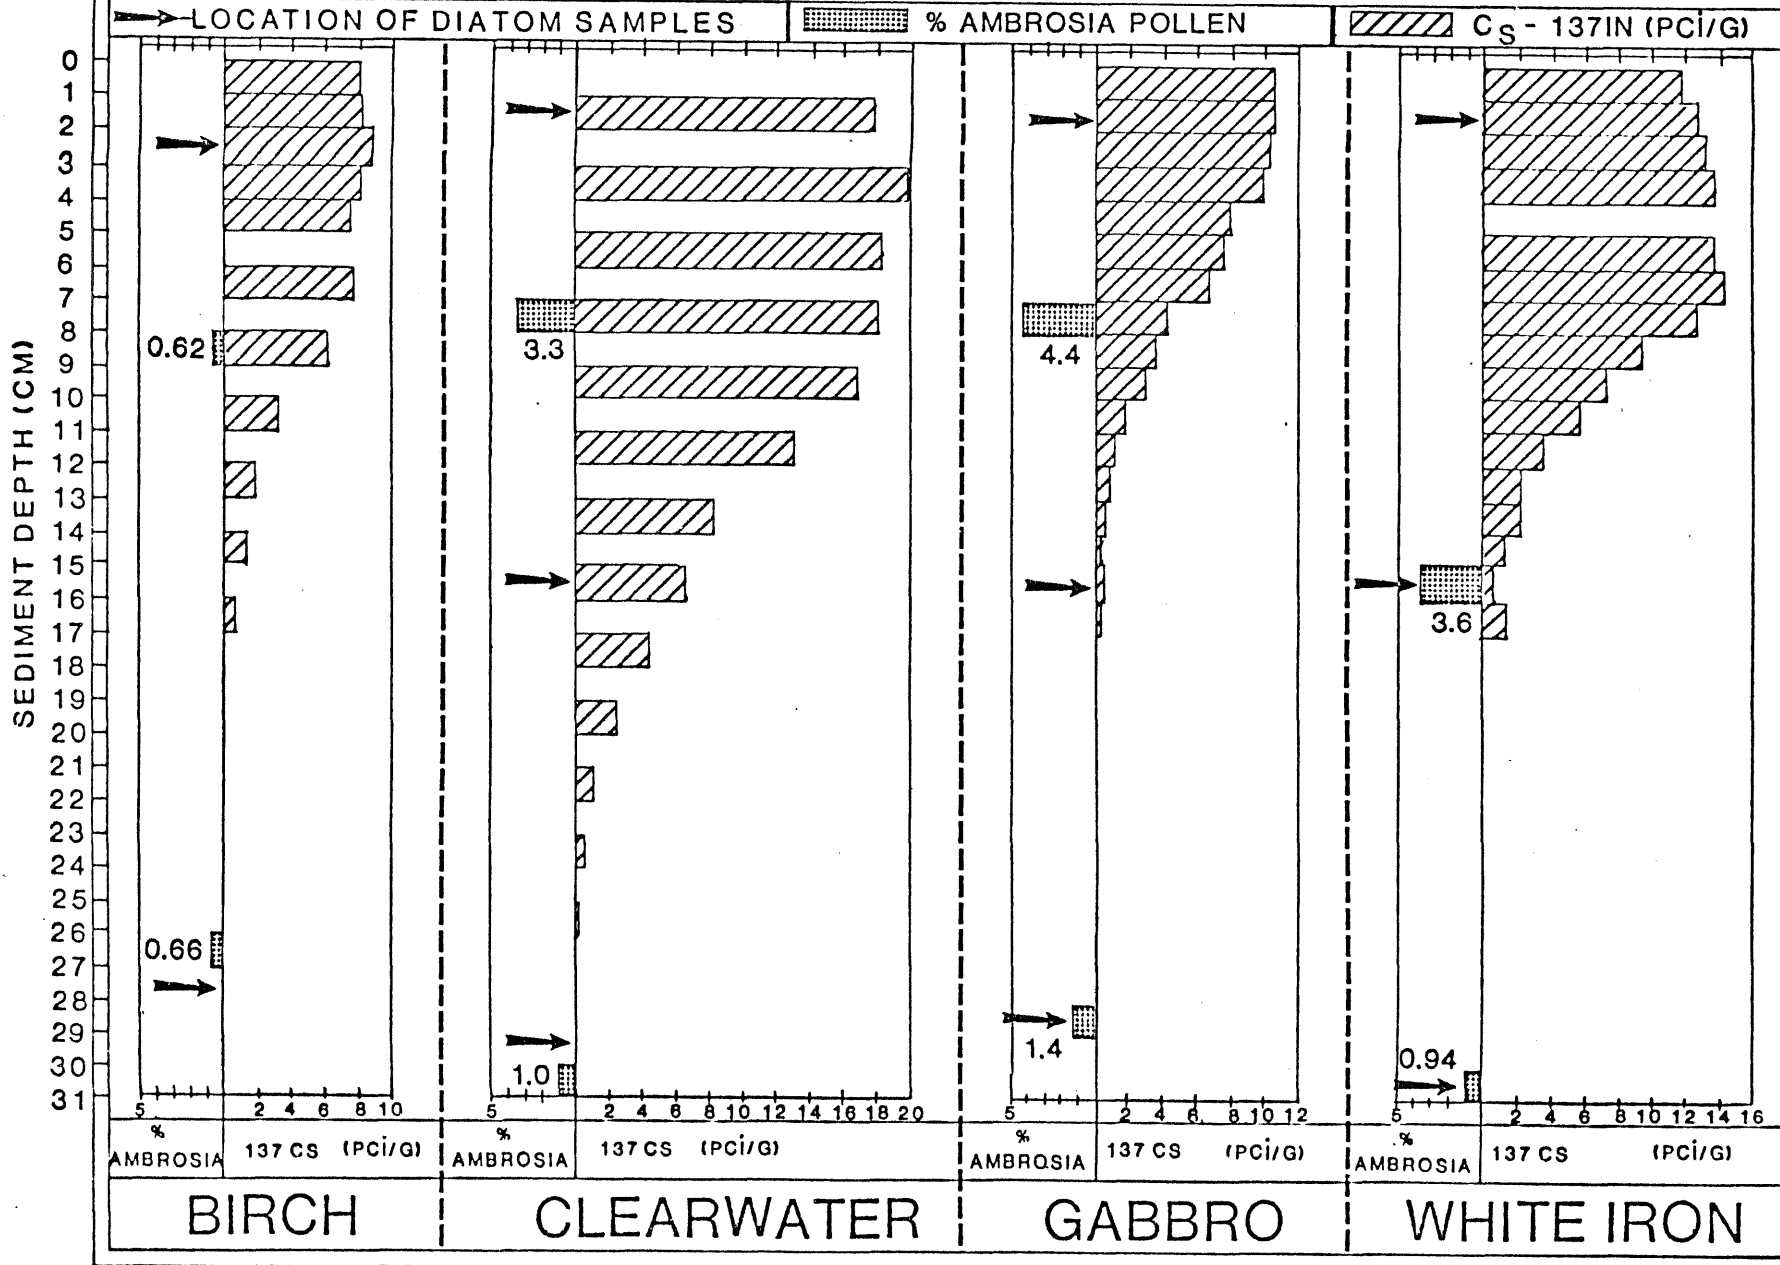 LOCATION OF DIATOM SAMPLES
% AMBROSIA POLLEN
Cs - 137IN (PCi/G)
SEDIMENT DEPTH (CM)
0
1
2
3
4
5
6
7
8
9
10
11
12
13
14
15
16
17
18
19
20
21
22
23
24
25
26
27
28
29
30
31
0.62
0.66
3.3
1.0
4.4
1.4
3.6
0.94
5 2 4 6 8 10
5 2 4 6 8 10 12 14 16 18 20
5 2 4 6 8 10 12
5 2 4 6 8 10 12 14 16
% AMBROSIA 137 CS (PCi/G)
% AMBROSIA 137 CS (PCi/G)
% AMBROSIA 137 CS (PCi/G)
% AMBROSIA 137 CS (PCi/G)
BIRCH
CLEARWATER
GABBRO
WHITE IRON